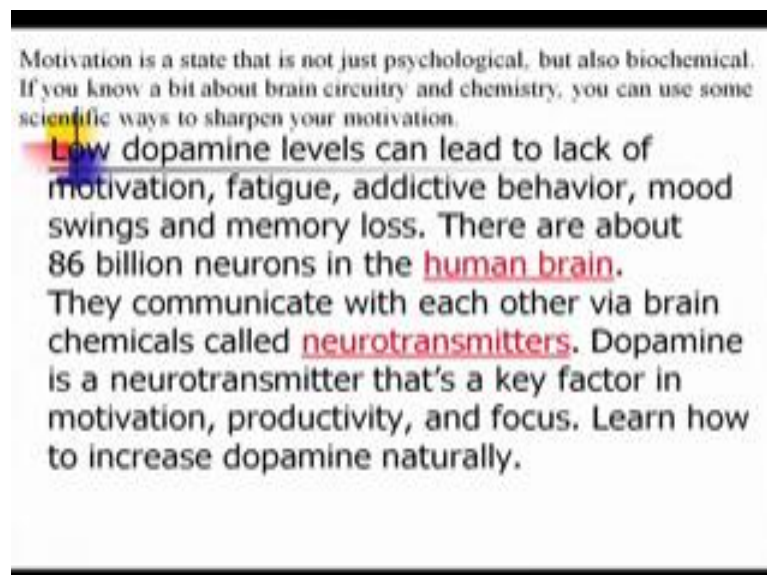 Motivation is a state that is not just psychological, but also biochemical.
If you know a bit about brain circuitry and chemistry, you can use some
scientific ways to sharpen your motivation.
Low dopamine levels can lead to lack of
motivation, fatigue, addictive behavior, mood
swings and memory loss. There are about
86 billion neurons in the human brain.
They communicate with each other via brain
chemicals called neurotransmitters. Dopamine
is a neurotransmitter that’s a key factor in
motivation, productivity, and focus. Learn how
to increase dopamine naturally.